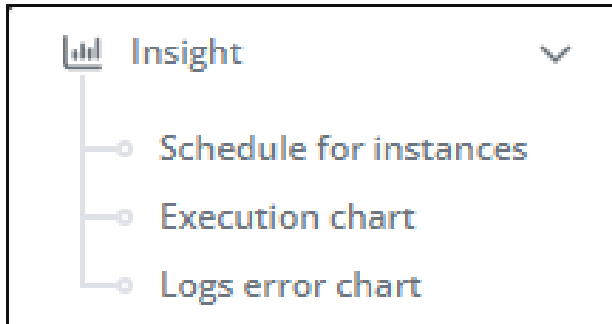 Insight
Schedule for instances
Execution chart
Logs error chart